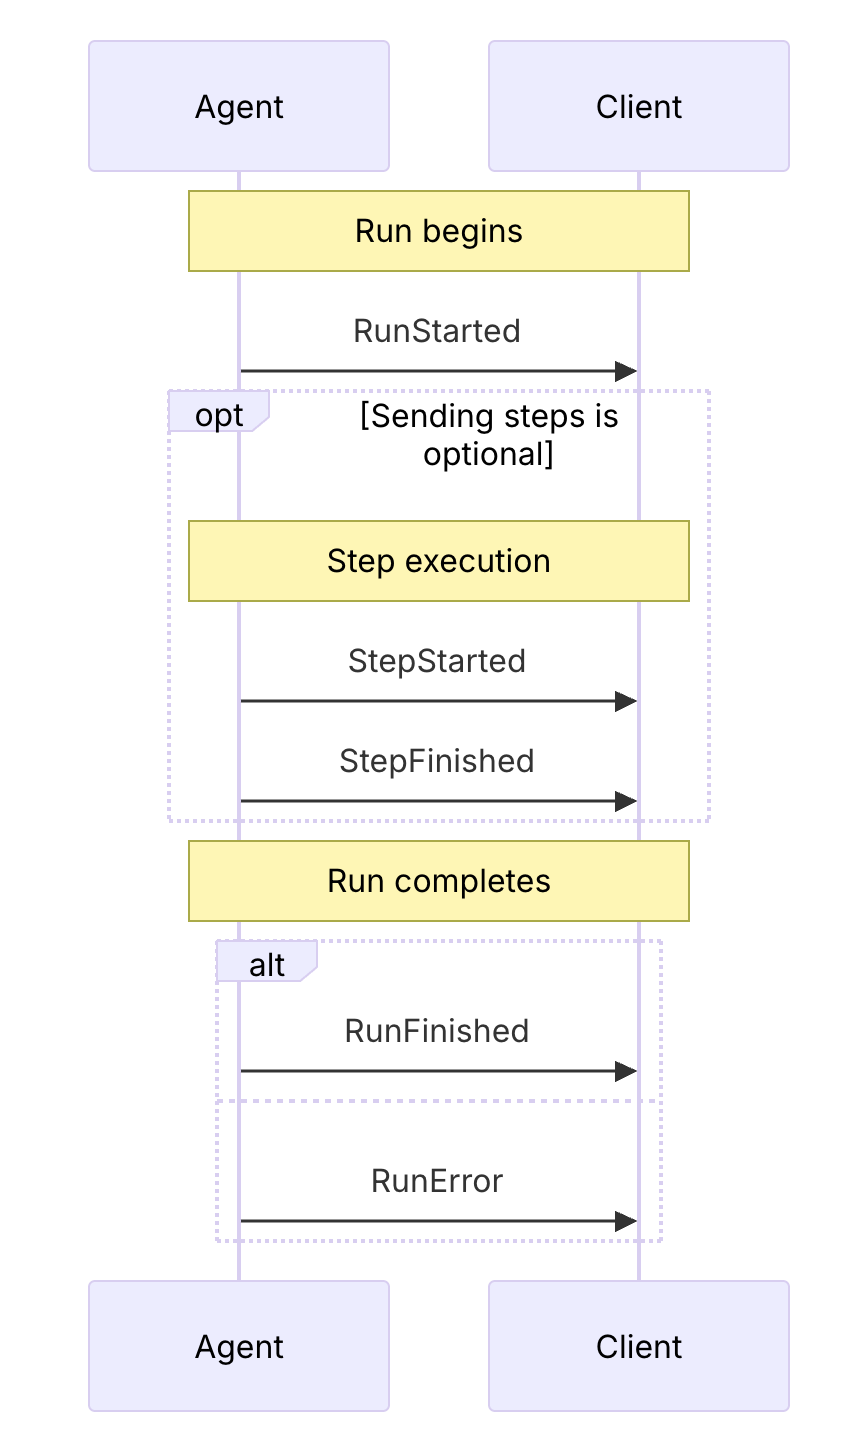 Agent
Client
Run begins
RunStarted
opt
[Sending steps is
optional]
Step execution
StepStarted
StepFinished
Run completes
alt
RunFinished
RunError
Agent
Client